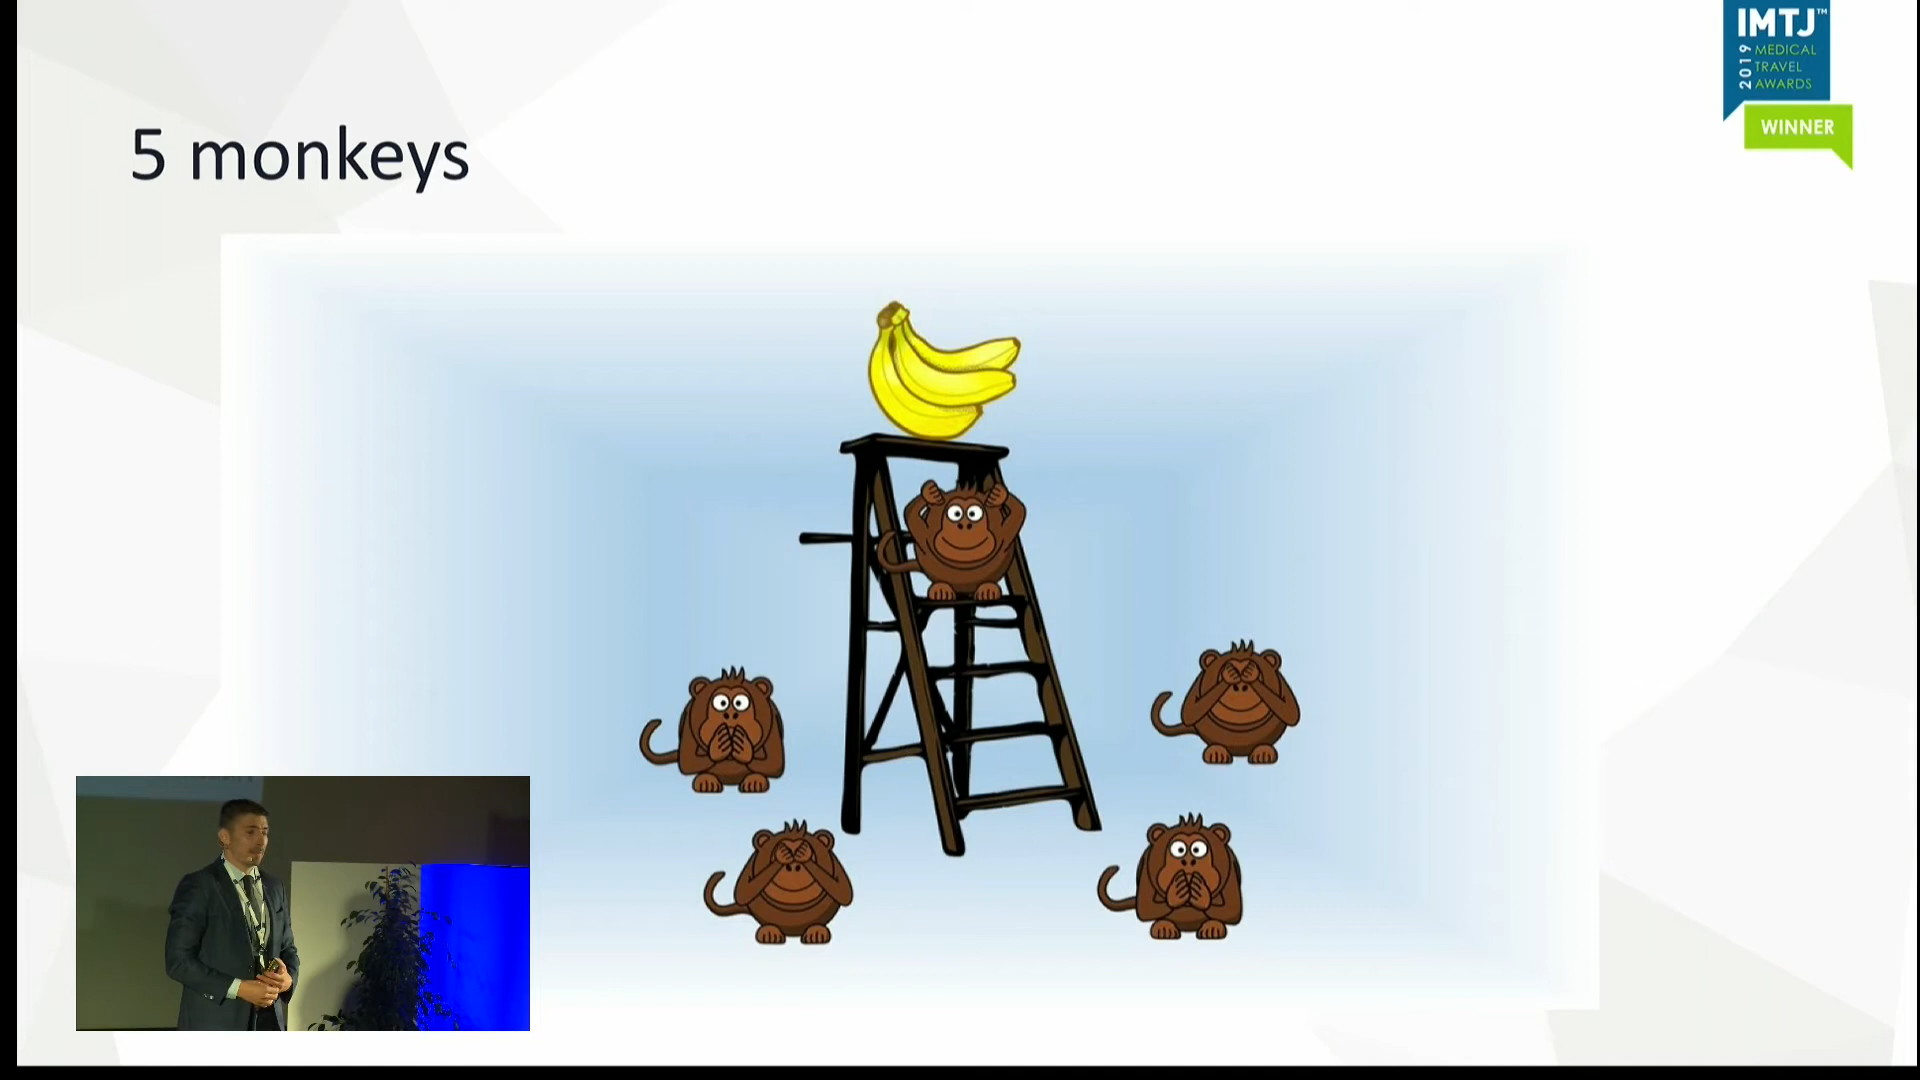 IMTJ™
2019
MEDICAL
TRAVEL
AWARDS
WINNER
5 monkeys